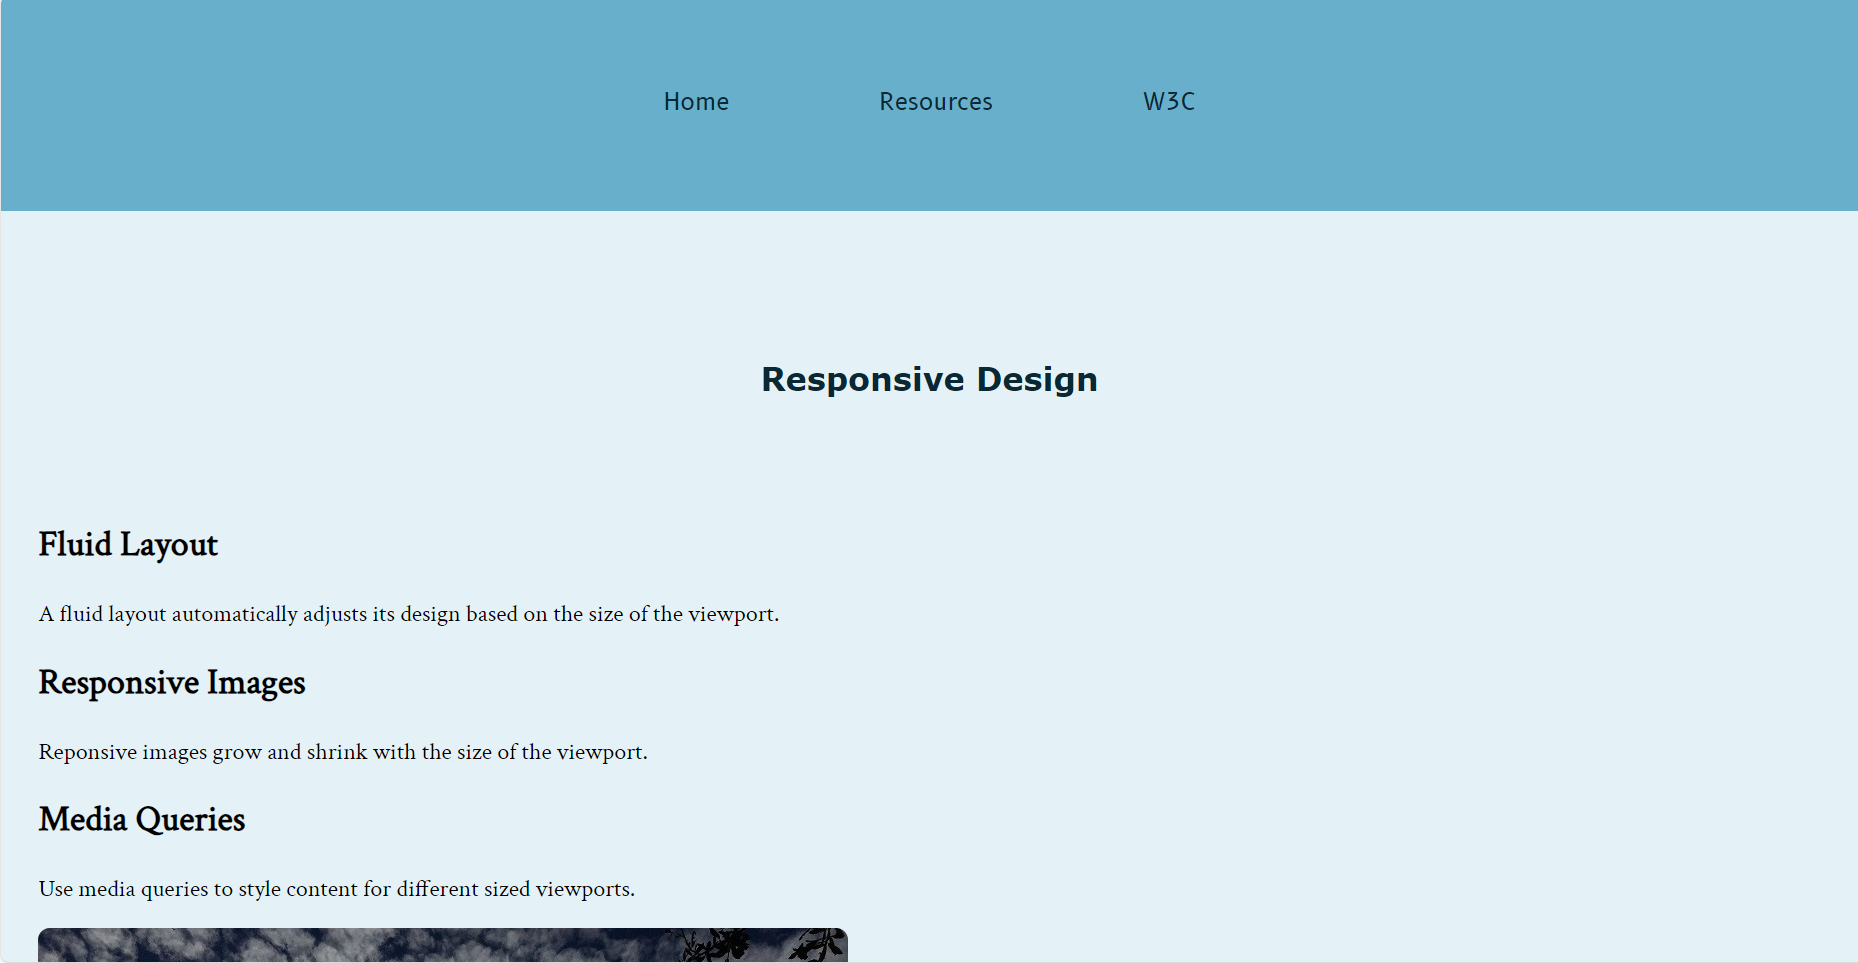 Home Resources W3C
Responsive Design
Fluid Layout
A fluid layout automatically adjusts its design based on the size of the viewport.
Responsive Images
Reponsive images grow and shrink with the size of the viewport.
Media Queries
Use media queries to style content for different sized viewports.